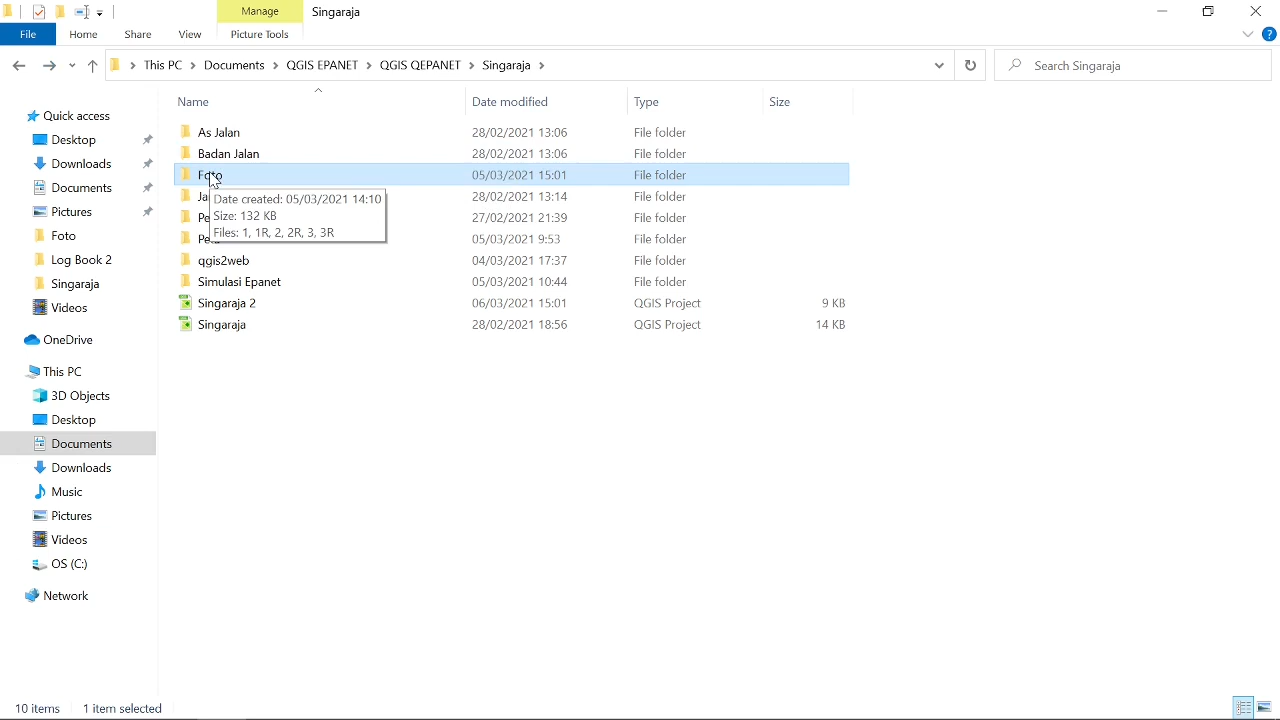 Manage
Singaraja
File
Home
Share
View
Picture Tools
This PC
Documents
QGIS EPANET
QGIS QEPANET
Singaraja
Search Singaraja
Name
Date modified
Type
Size
Quick access
Desktop
Downloads
Documents
Pictures
Foto
Log Book 2
Singaraja
Videos
OneDrive
This PC
3D Objects
Desktop
Documents
Downloads
Music
Pictures
Videos
OS (C:)
Network
As Jalan 28/02/2021 13:06 File folder
Badan Jalan 28/02/2021 13:06 File folder
Foto 05/03/2021 15:01 File folder
28/02/2021 13:14 File folder
27/02/2021 21:39 File folder
05/03/2021 9:53 File folder
qgis2web 04/03/2021 17:37 File folder
Simulasi Epanet 05/03/2021 10:44 File folder
Singaraja 2 06/03/2021 15:01 QGIS Project 9 KB
Singaraja 28/02/2021 18:56 QGIS Project 14 KB
Date created: 05/03/2021 14:10
Size: 132 KB
Files: 1, 1R, 2, 2R, 3, 3R
10 items
1 item selected